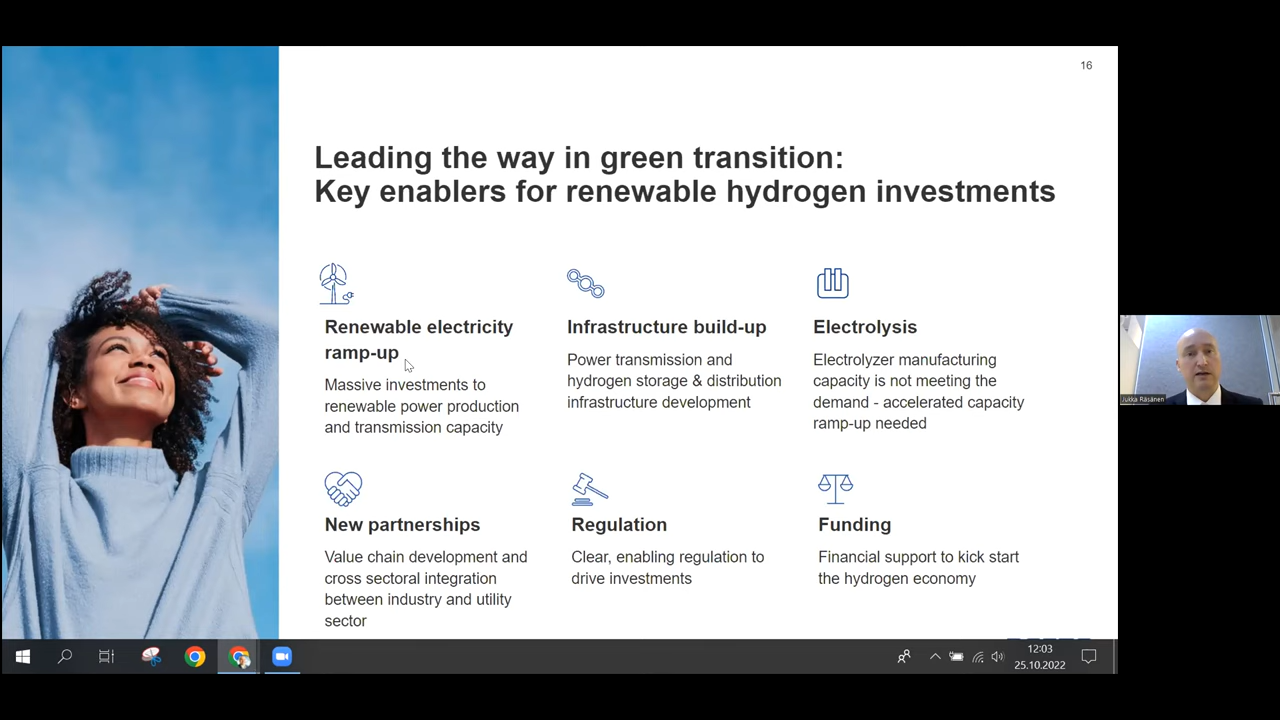 16
Leading the way in green transition:
Key enablers for renewable hydrogen investments
Renewable electricity
ramp-up
Massive investments to
renewable power production
and transmission capacity
Infrastructure build-up
Power transmission and
hydrogen storage & distribution
infrastructure development
Electrolysis
Electrolyzer manufacturing
capacity is not meeting the
demand - accelerated capacity
ramp-up needed
New partnerships
Value chain development and
cross sectoral integration
between industry and utility
sector
Regulation
Clear, enabling regulation to
drive investments
Funding
Financial support to kick start
the hydrogen economy
Jukka Räsänen
12:03
25.10.2022